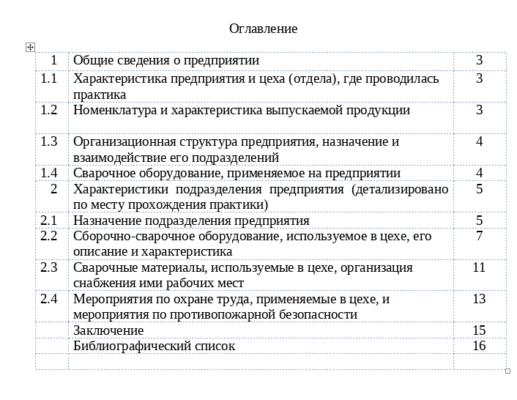 Оглавление
1 Общие сведения о предприятии 3
1.1 Характеристика предприятия и цеха (отдела), где проводилась 3
практика
1.2 Номенклатура и характеристика выпускаемой продукции 3
1.3 Организационная структура предприятия, назначение и 4
взаимодействие его подразделений
1.4 Сварочное оборудование, применяемое на предприятии 4
2 Характеристики подразделения предприятия (детализировано 5
по месту прохождения практики)
2.1 Назначение подразделения предприятия 5
2.2 Сборочно-сварочное оборудование, используемое в цехе, его 7
описание и характеристика
2.3 Сварочные материалы, используемые в цехе, организация 11
снабжения ими рабочих мест
2.4 Мероприятия по охране труда, применяемые в цехе, и 13
мероприятия по противопожарной безопасности
Заключение 15
Библиографический список 16